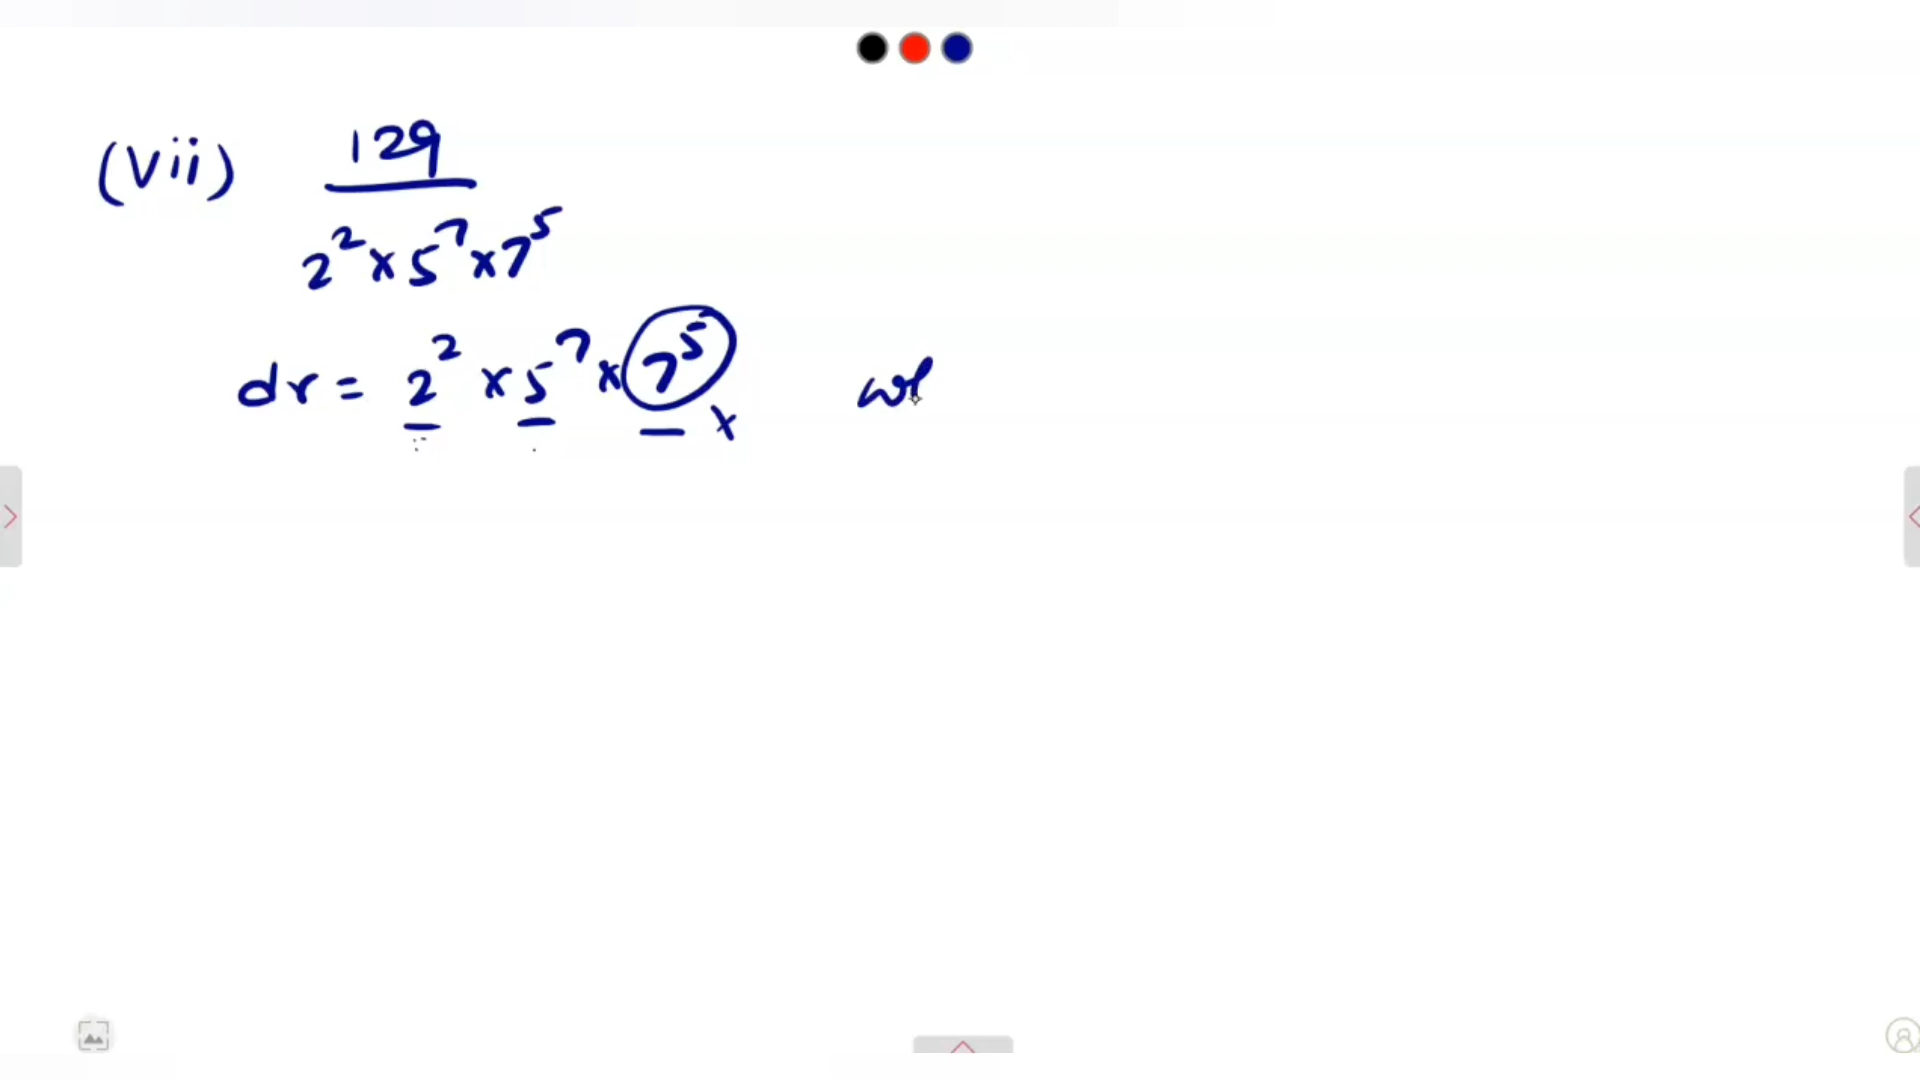 (vii) 129
2² × 5⁷ × 7⁵
dr = 2² × 5⁷ × 7⁵ x